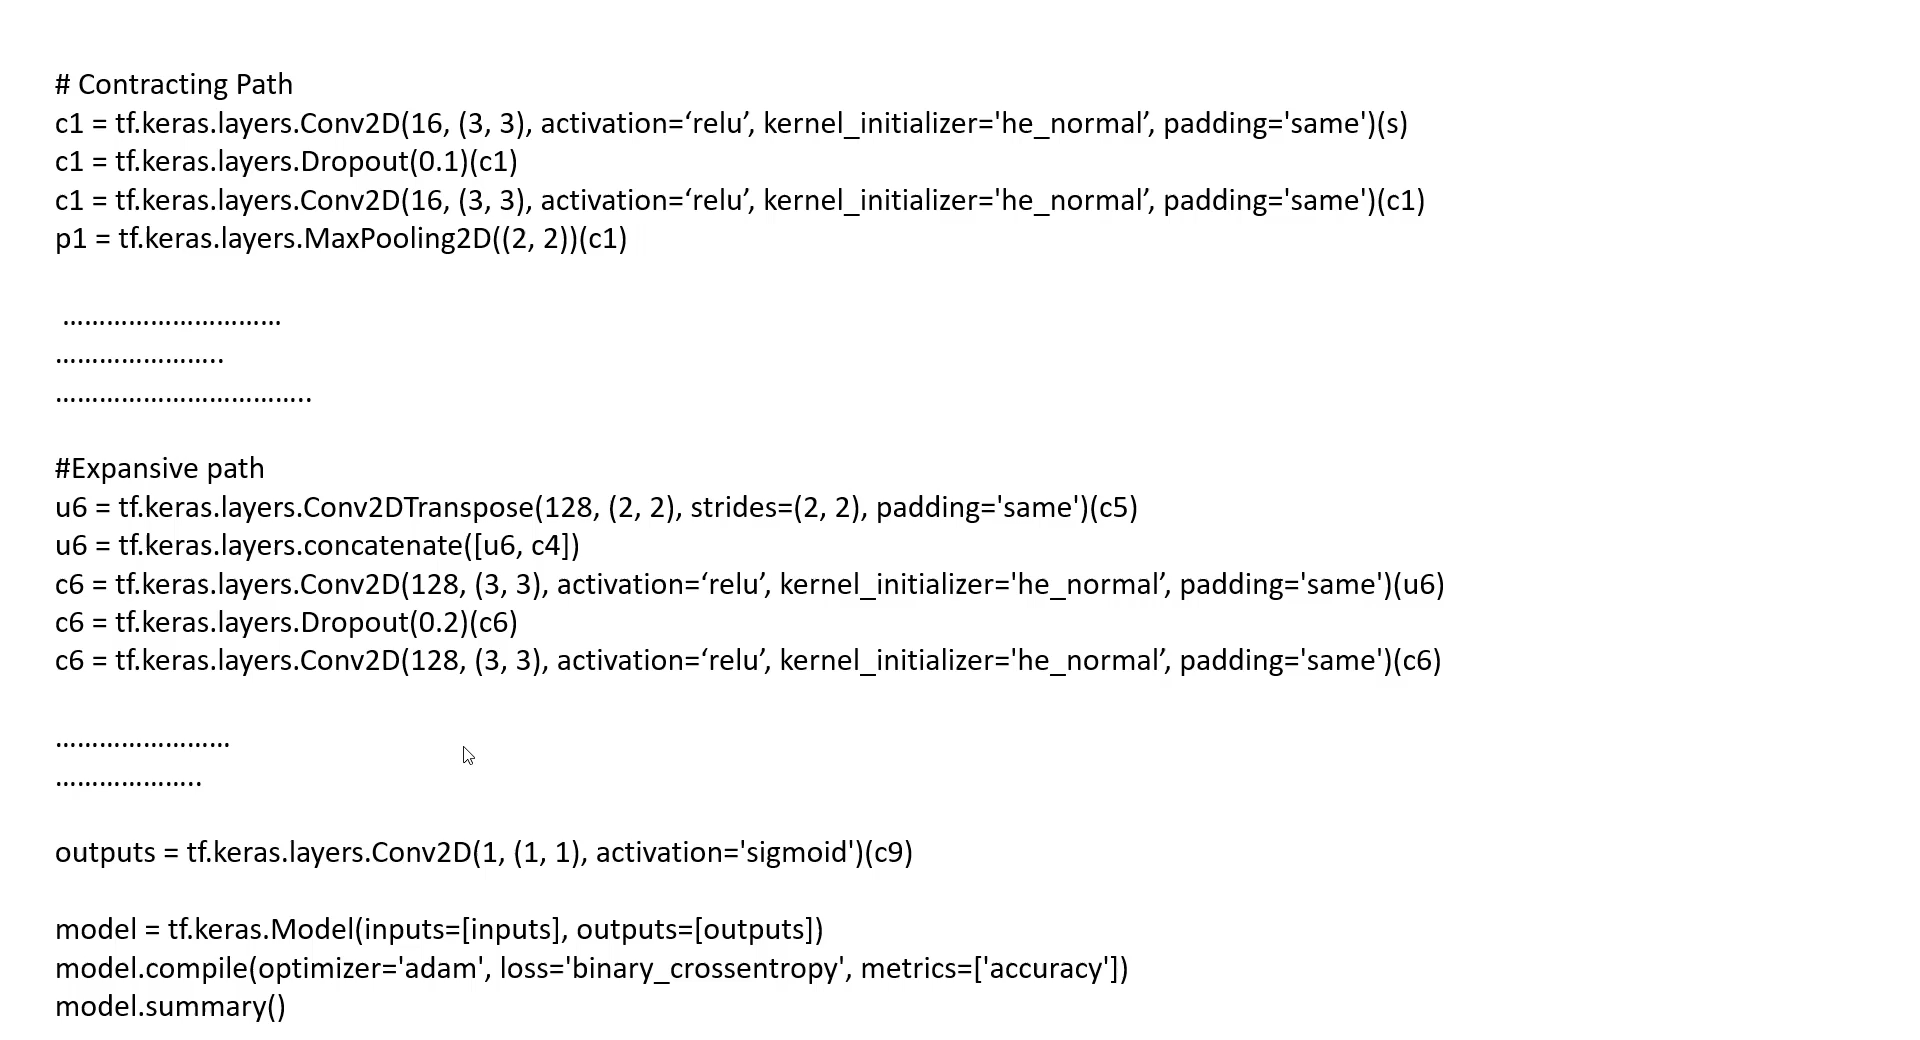 # Contracting Path
c1 = tf.keras.layers.Conv2D(16, (3, 3), activation=‘relu’, kernel_initializer='he_normal’, padding='same')(s)
c1 = tf.keras.layers.Dropout(0.1)(c1)
c1 = tf.keras.layers.Conv2D(16, (3, 3), activation=‘relu’, kernel_initializer='he_normal’, padding='same')(c1)
p1 = tf.keras.layers.MaxPooling2D((2, 2))(c1)
…………………………
…………………..
……………………………..
#Expansive path
u6 = tf.keras.layers.Conv2DTranspose(128, (2, 2), strides=(2, 2), padding='same')(c5)
u6 = tf.keras.layers.concatenate([u6, c4])
c6 = tf.keras.layers.Conv2D(128, (3, 3), activation=‘relu’, kernel_initializer='he_normal’, padding='same')(u6)
c6 = tf.keras.layers.Dropout(0.2)(c6)
c6 = tf.keras.layers.Conv2D(128, (3, 3), activation=‘relu’, kernel_initializer='he_normal’, padding='same')(c6)
……………………
………………..
outputs = tf.keras.layers.Conv2D(1, (1, 1), activation='sigmoid')(c9)
model = tf.keras.Model(inputs=[inputs], outputs=[outputs])
model.compile(optimizer='adam', loss='binary_crossentropy', metrics=['accuracy'])
model.summary()